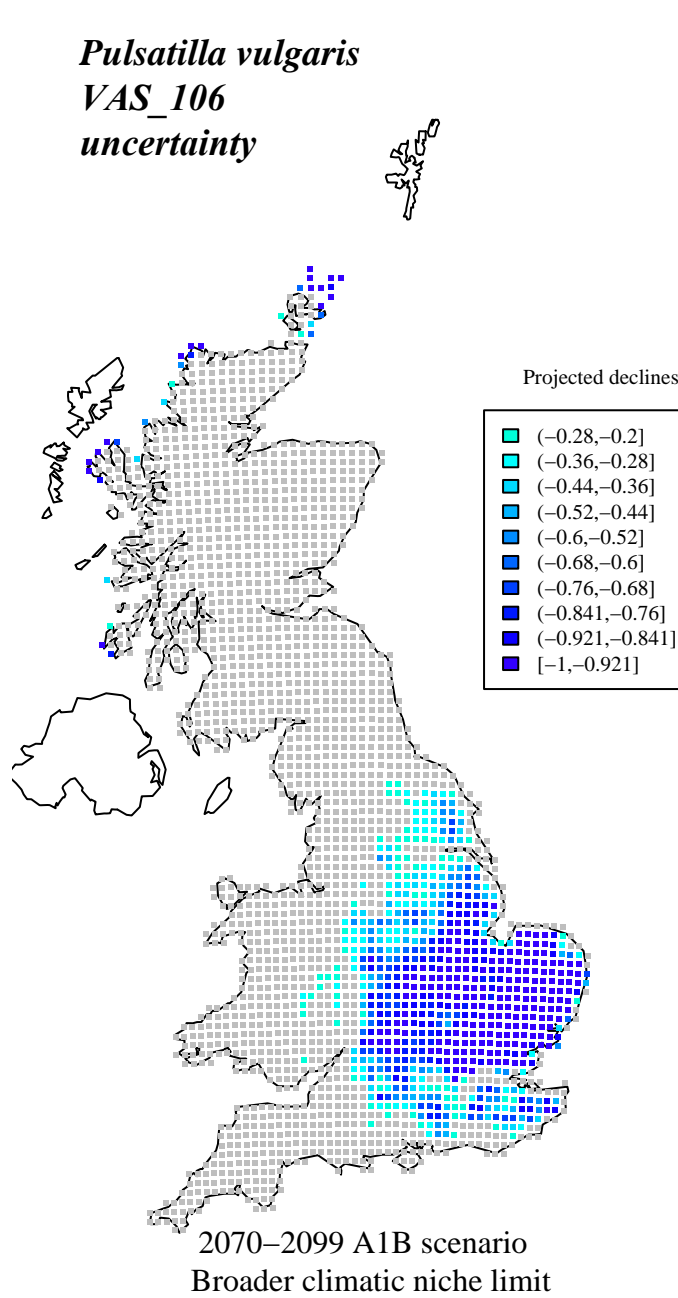 Pulsatilla vulgaris
VAS_106
uncertainty
Projected declines
(−0.28,−0.2]
(−0.36,−0.28]
(−0.44,−0.36]
(−0.52,−0.44]
(−0.6,−0.52]
(−0.68,−0.6]
(−0.76,−0.68]
(−0.841,−0.76]
(−0.921,−0.841]
[−1,−0.921]
2070−2099 A1B scenario
Broader climatic niche limit